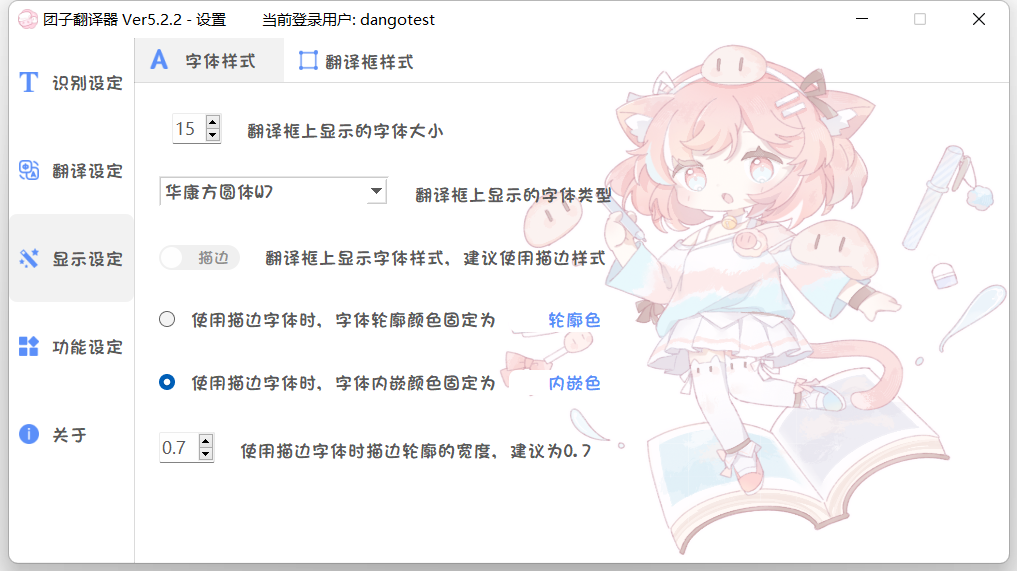 团子翻译器 Ver5.2.2 - 设置 当前登录用户: dangotest
识别设定
翻译设定
显示设定
功能设定
关于
字体样式 翻译框样式
15 翻译框上显示的字体大小
华康方圆体W7 翻译框上显示的字体类型
描边 翻译框上显示字体样式，建议使用描边样式
使用描边字体时，字体轮廓颜色固定为 轮廓色
使用描边字体时，字体内嵌颜色固定为 内嵌色
0.7 使用描边字体时描边轮廓的宽度，建议为0.7